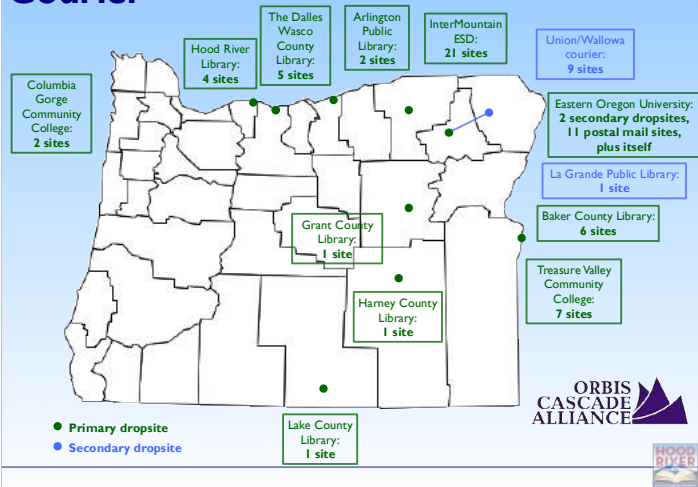 Courier
The Dalles
Wasco
County
Library:
5 sites
Arlington
Public
Library:
2 sites
InterMountain
ESD:
21 sites
Hood River
Library:
4 sites
Union/Wallowa
courier:
9 sites
Columbia
Gorge
Community
College:
2 sites
Eastern Oregon University:
2 secondary dropsites,
11 postal mail sites,
plus itself
La Grande Public Library:
1 site
Baker County Library:
6 sites
Grant County
Library:
1 site
Treasure Valley
Community
College:
7 sites
Harney County
Library:
1 site
ORBIS
CASCADE
ALLIANCE
Lake County
Library:
1 site
Primary dropsite
Secondary dropsite
HOOD
RIVER